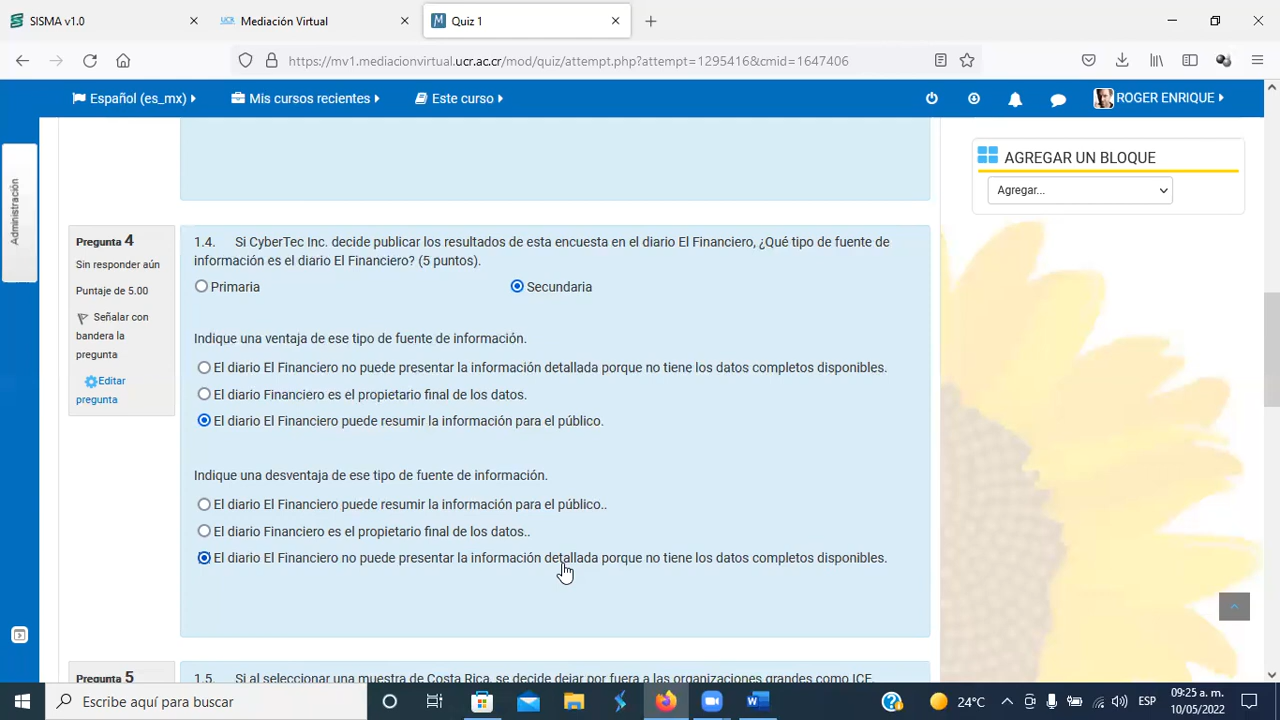 SISMA v1.0
UCR Mediación Virtual
M Quiz 1
https://mv1.mediacionvirtual.ucr.ac.cr/mod/quiz/attempt.php?attempt=1295416&cmid=1647406
Español (es_mx)
Mis cursos recientes
Este curso
ROGER ENRIQUE
Administración
AGREGAR UN BLOQUE
Agregar...
Pregunta 4
Sin responder aún
Puntaje de 5.00
Señalar con
bandera la
pregunta
Editar
pregunta
1.4. Si CyberTec Inc. decide publicar los resultados de esta encuesta en el diario El Financiero, ¿Qué tipo de fuente de
información es el diario El Financiero? (5 puntos).
Primaria
Secundaria
Indique una ventaja de ese tipo de fuente de información.
El diario El Financiero no puede presentar la información detallada porque no tiene los datos completos disponibles.
El diario Financiero es el propietario final de los datos.
El diario El Financiero puede resumir la información para el público.
Indique una desventaja de ese tipo de fuente de información.
El diario El Financiero puede resumir la información para el público..
El diario Financiero es el propietario final de los datos..
El diario El Financiero no puede presentar la información detallada porque no tiene los datos completos disponibles.
Pregunta 5
1.5. Si al seleccionar una muestra de Costa Rica, se decide dejar por fuera a las organizaciones grandes como ICE,
Escribe aquí para buscar
24°C
ESP
09:25 a. m.
10/05/2022